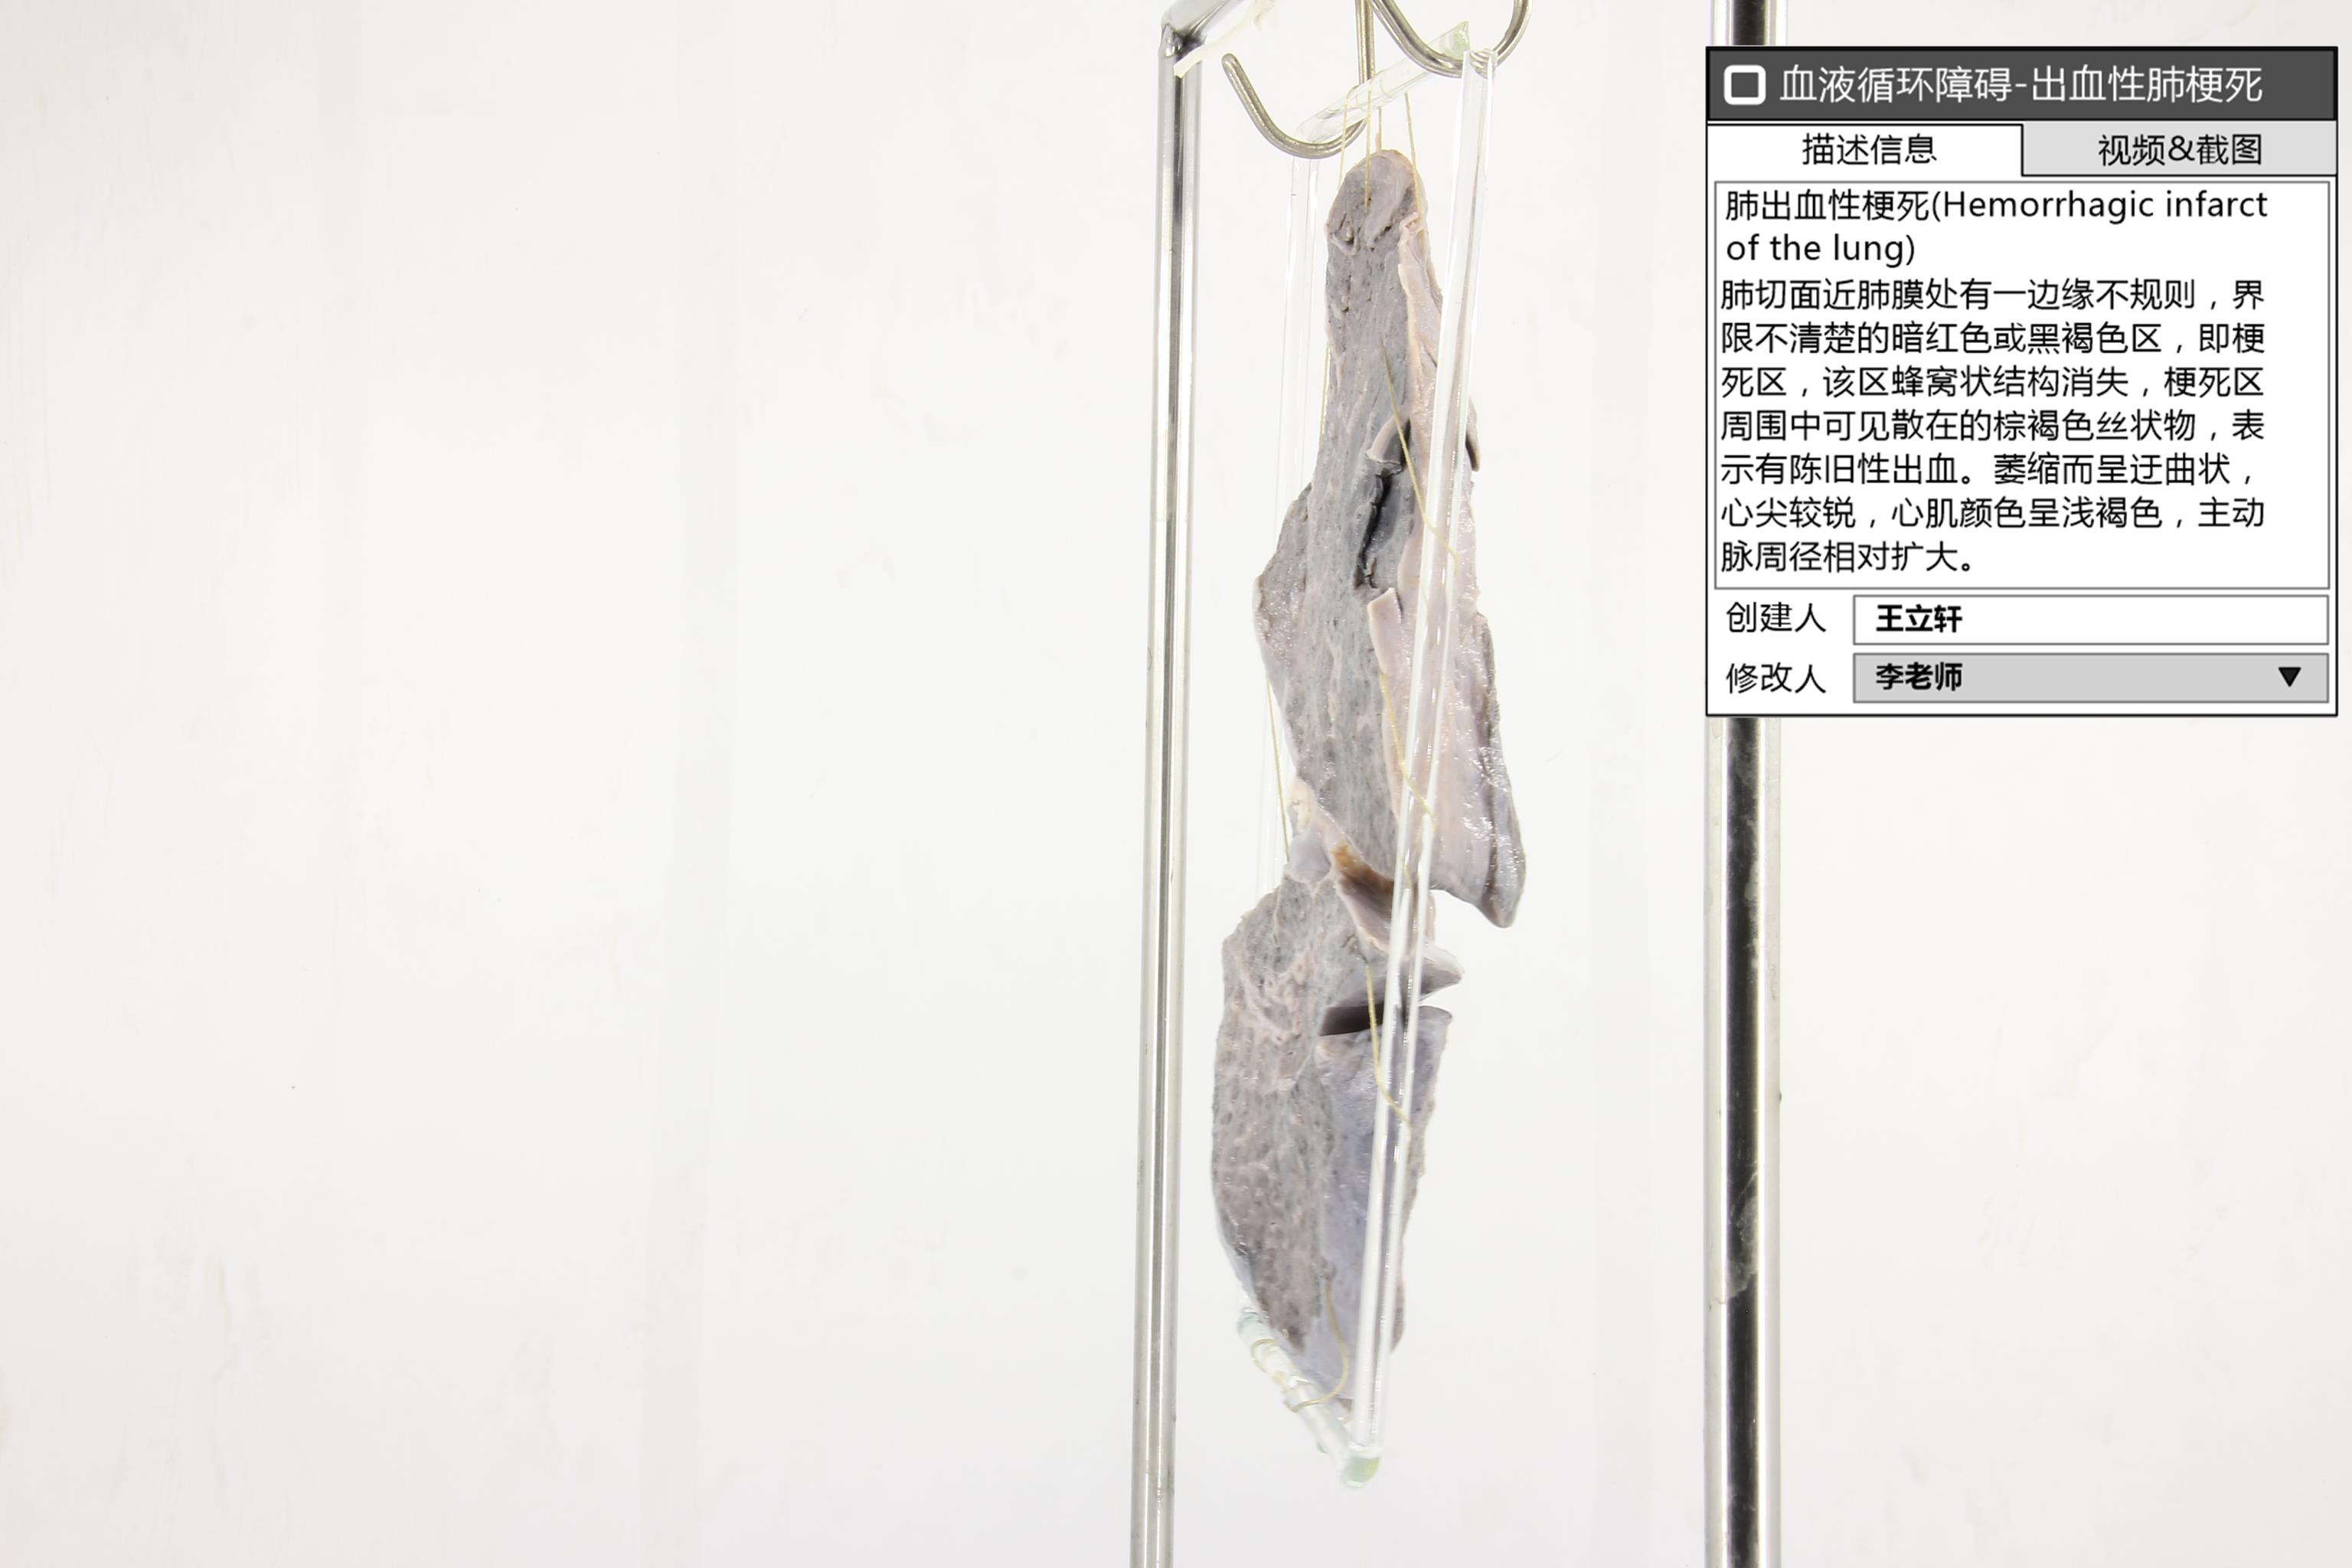 血液循环障碍-出血性肺梗死
描述信息
视频&截图
肺出血性梗死(Hemorrhagic infarct
of the lung)
肺切面近肺膜处有一边缘不规则，界
限不清楚的暗红色或黑褐色区，即梗
死区，该区蜂窝状结构消失，梗死区
周围中可见散在的棕褐色丝状物，表
示有陈旧性出血。萎缩而呈迂曲状，
心尖较锐，心肌颜色呈浅褐色，主动
脉周径相对扩大。
创建人 王立轩
修改人 李老师